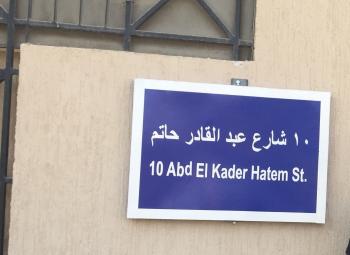 ١٠ شارع عبد القادر حاتم
10 Abd El Kader Hatem St.